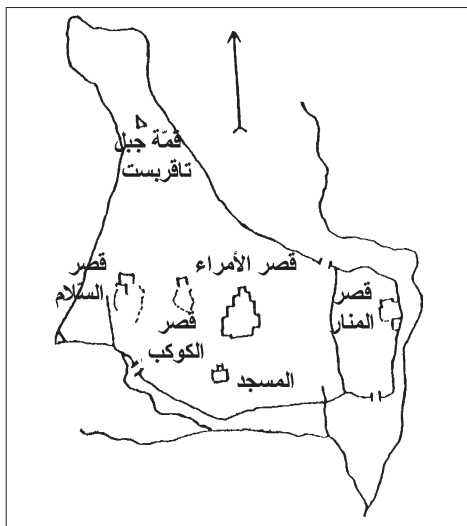 قمّة جبل
تاقربست
قصر الأمراء
قصر
السّلام
قصر
المنار
قصر
الكوكب
المسجد